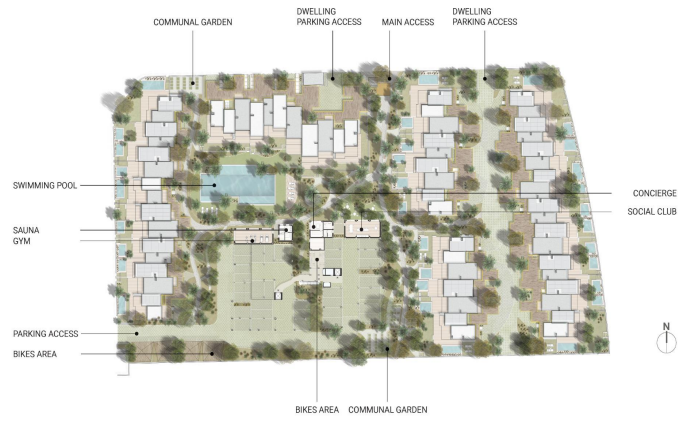 DWELLING
PARKING ACCESS
DWELLING
PARKING ACCESS
COMMUNAL GARDEN
MAIN ACCESS
SWIMMING POOL
CONCIERGE
SOCIAL CLUB
SAUNA
GYM
N
PARKING ACCESS
BIKES AREA
BIKES AREA
COMMUNAL GARDEN